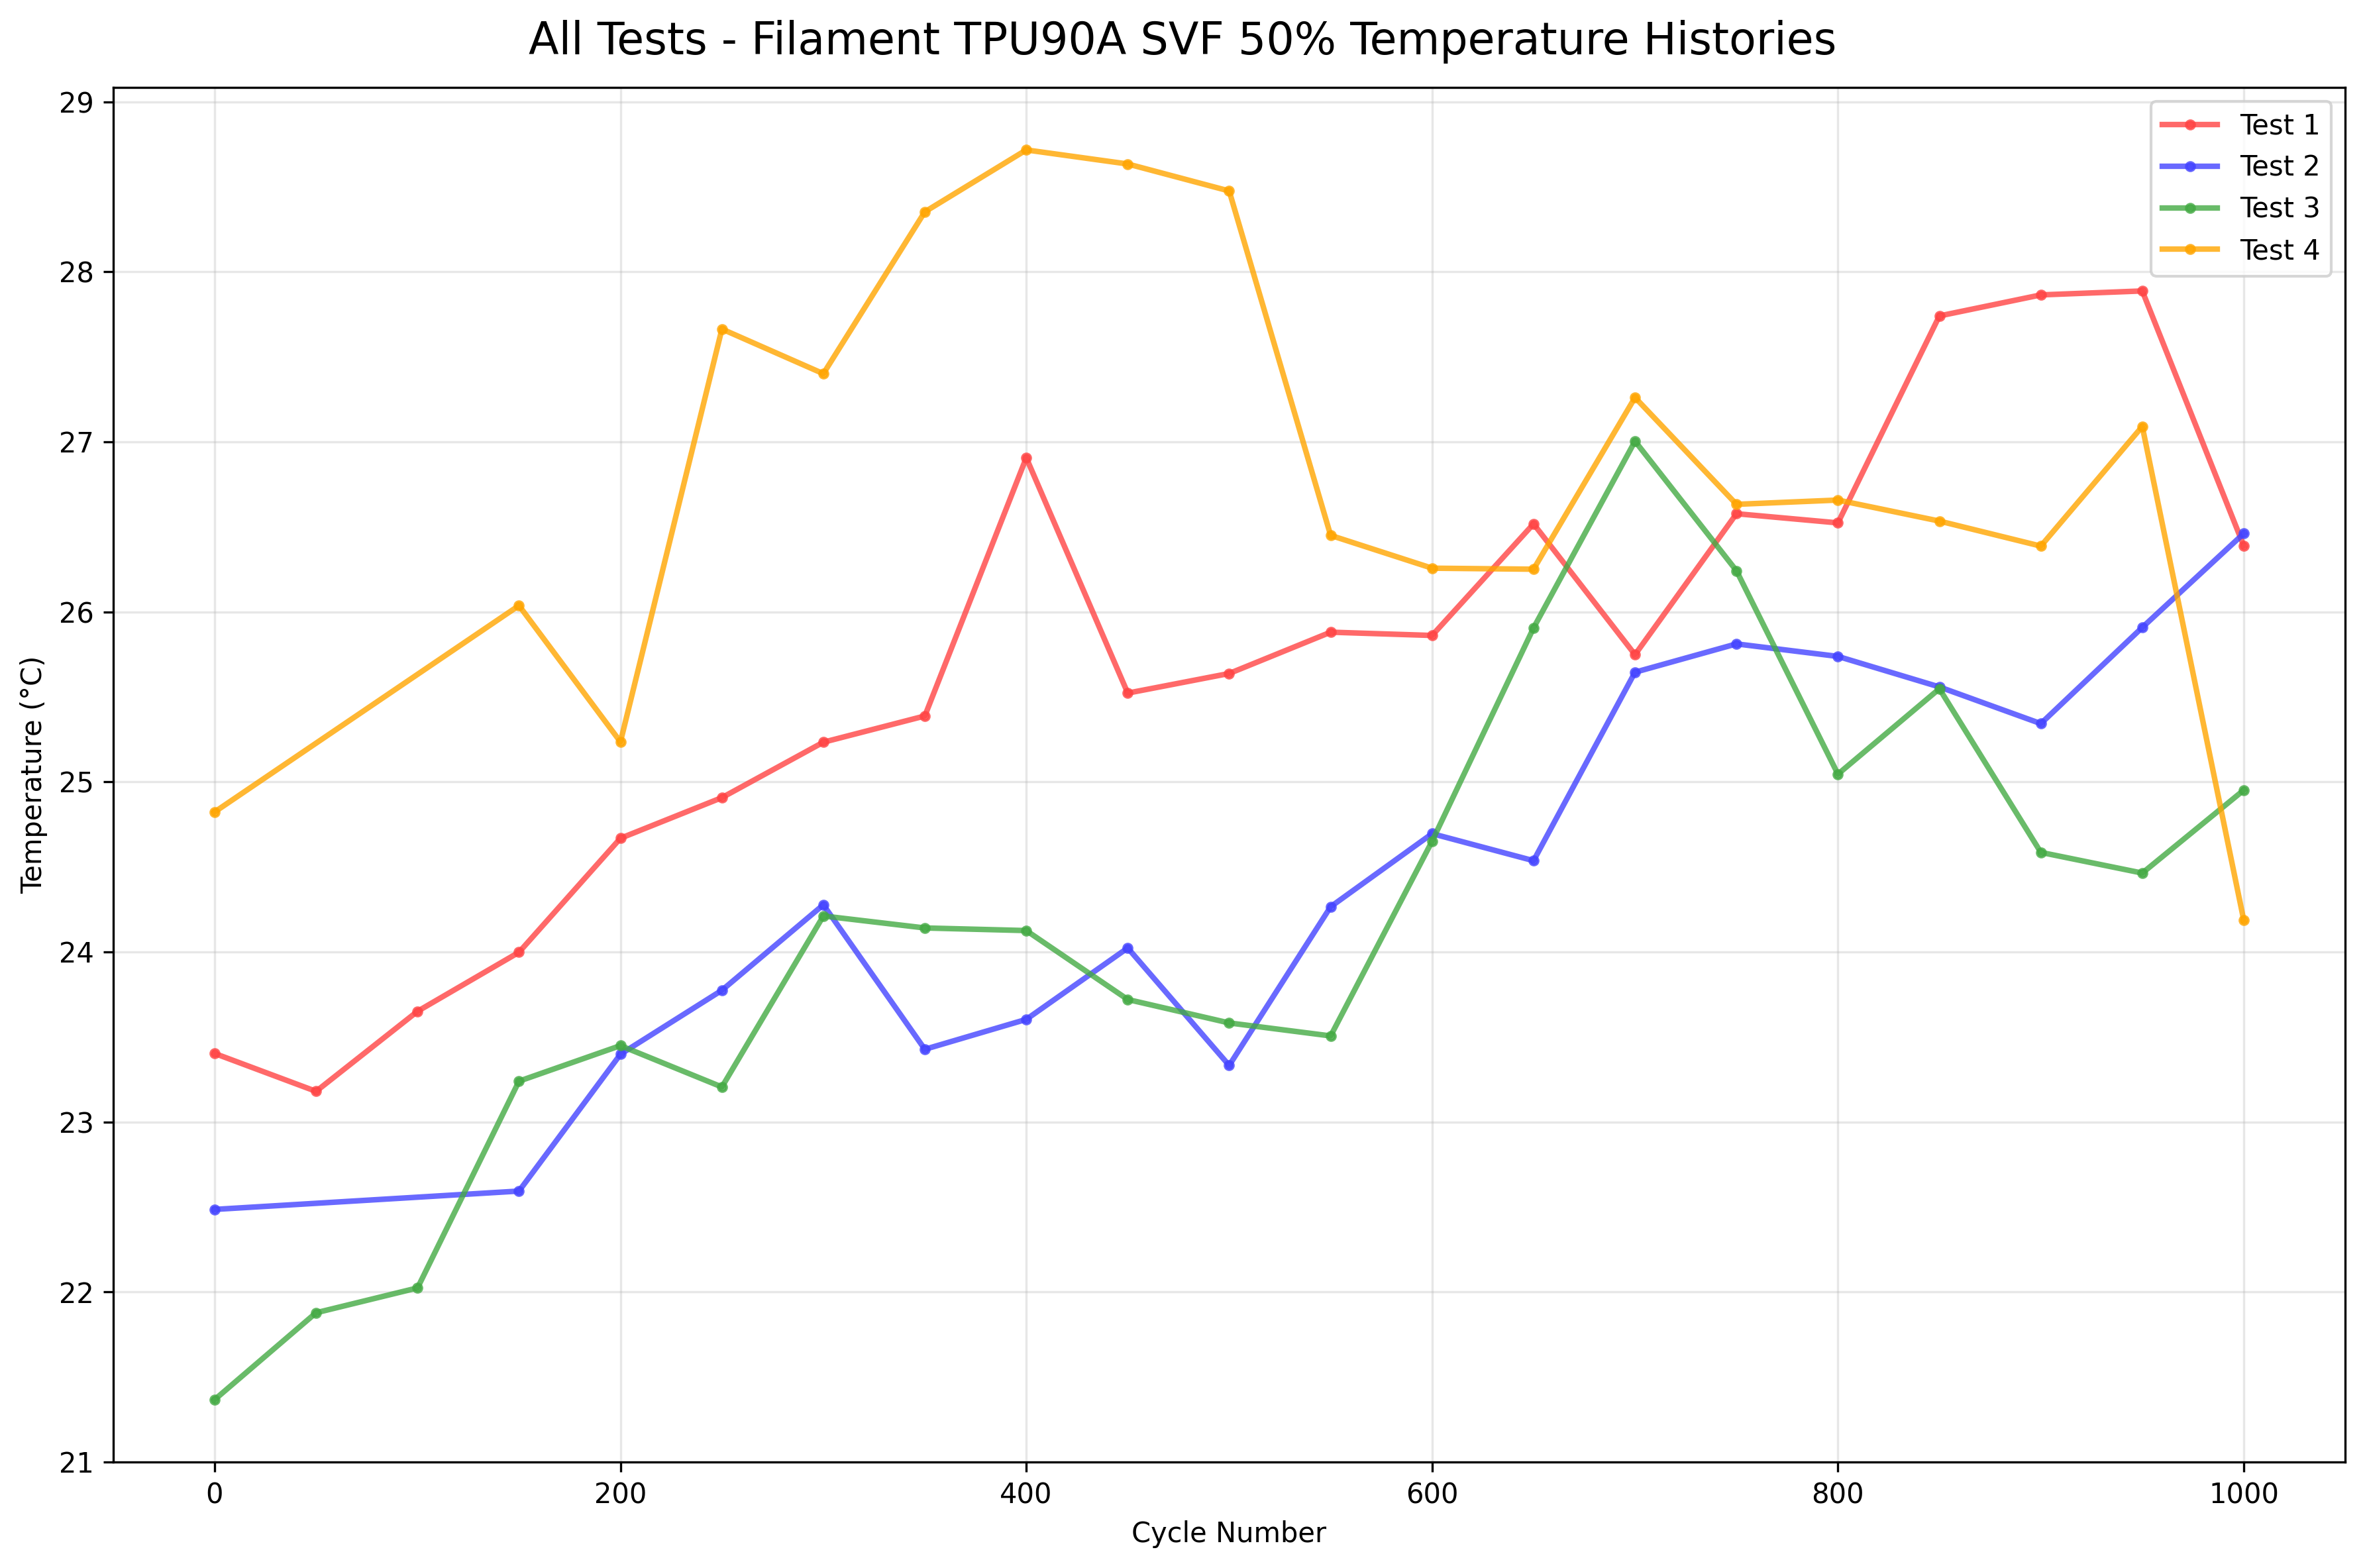 All Tests - Filament TPU90A SVF 50% Temperature Histories
29
28
27
26
25
24
23
22
21
Temperature (°C)
Test 1
Test 2
Test 3
Test 4
0 200 400 600 800 1000
Cycle Number